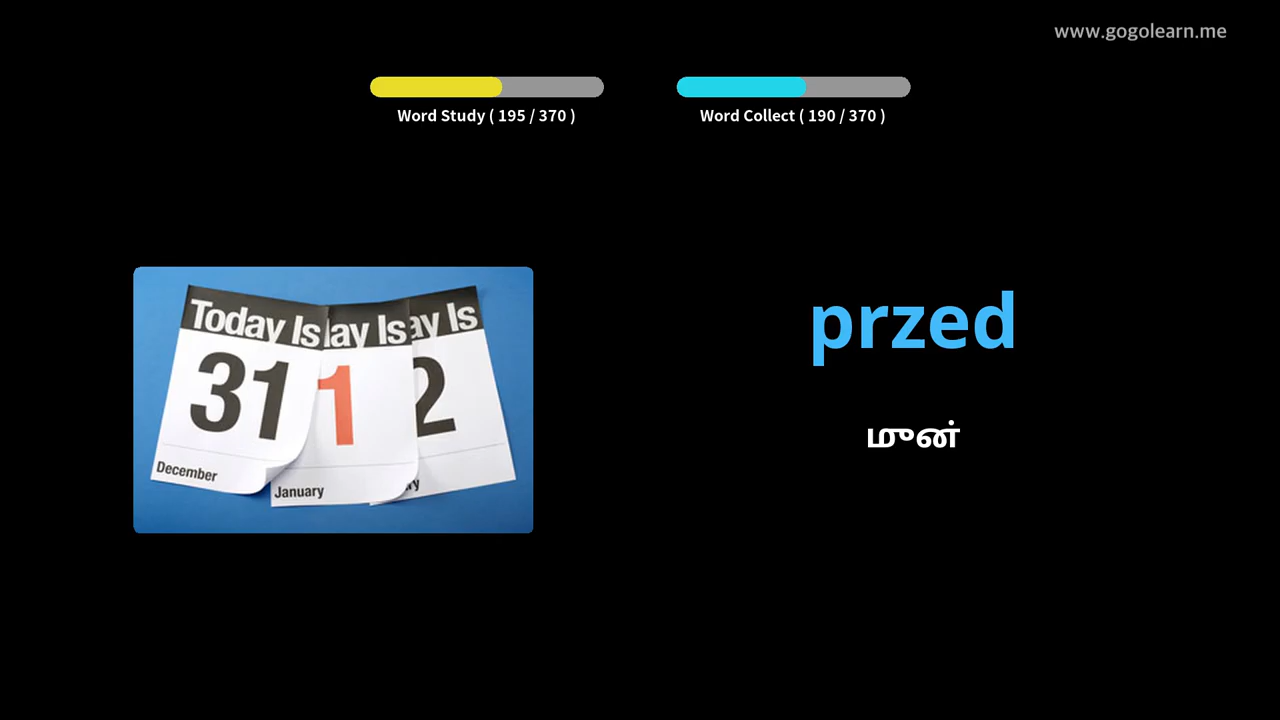 www.gogolearn.me
Word Study ( 195 / 370 )
Word Collect ( 190 / 370 )
Today Is
31
December
ay Is
1
January
ay Is
2
ry
przed
முன்